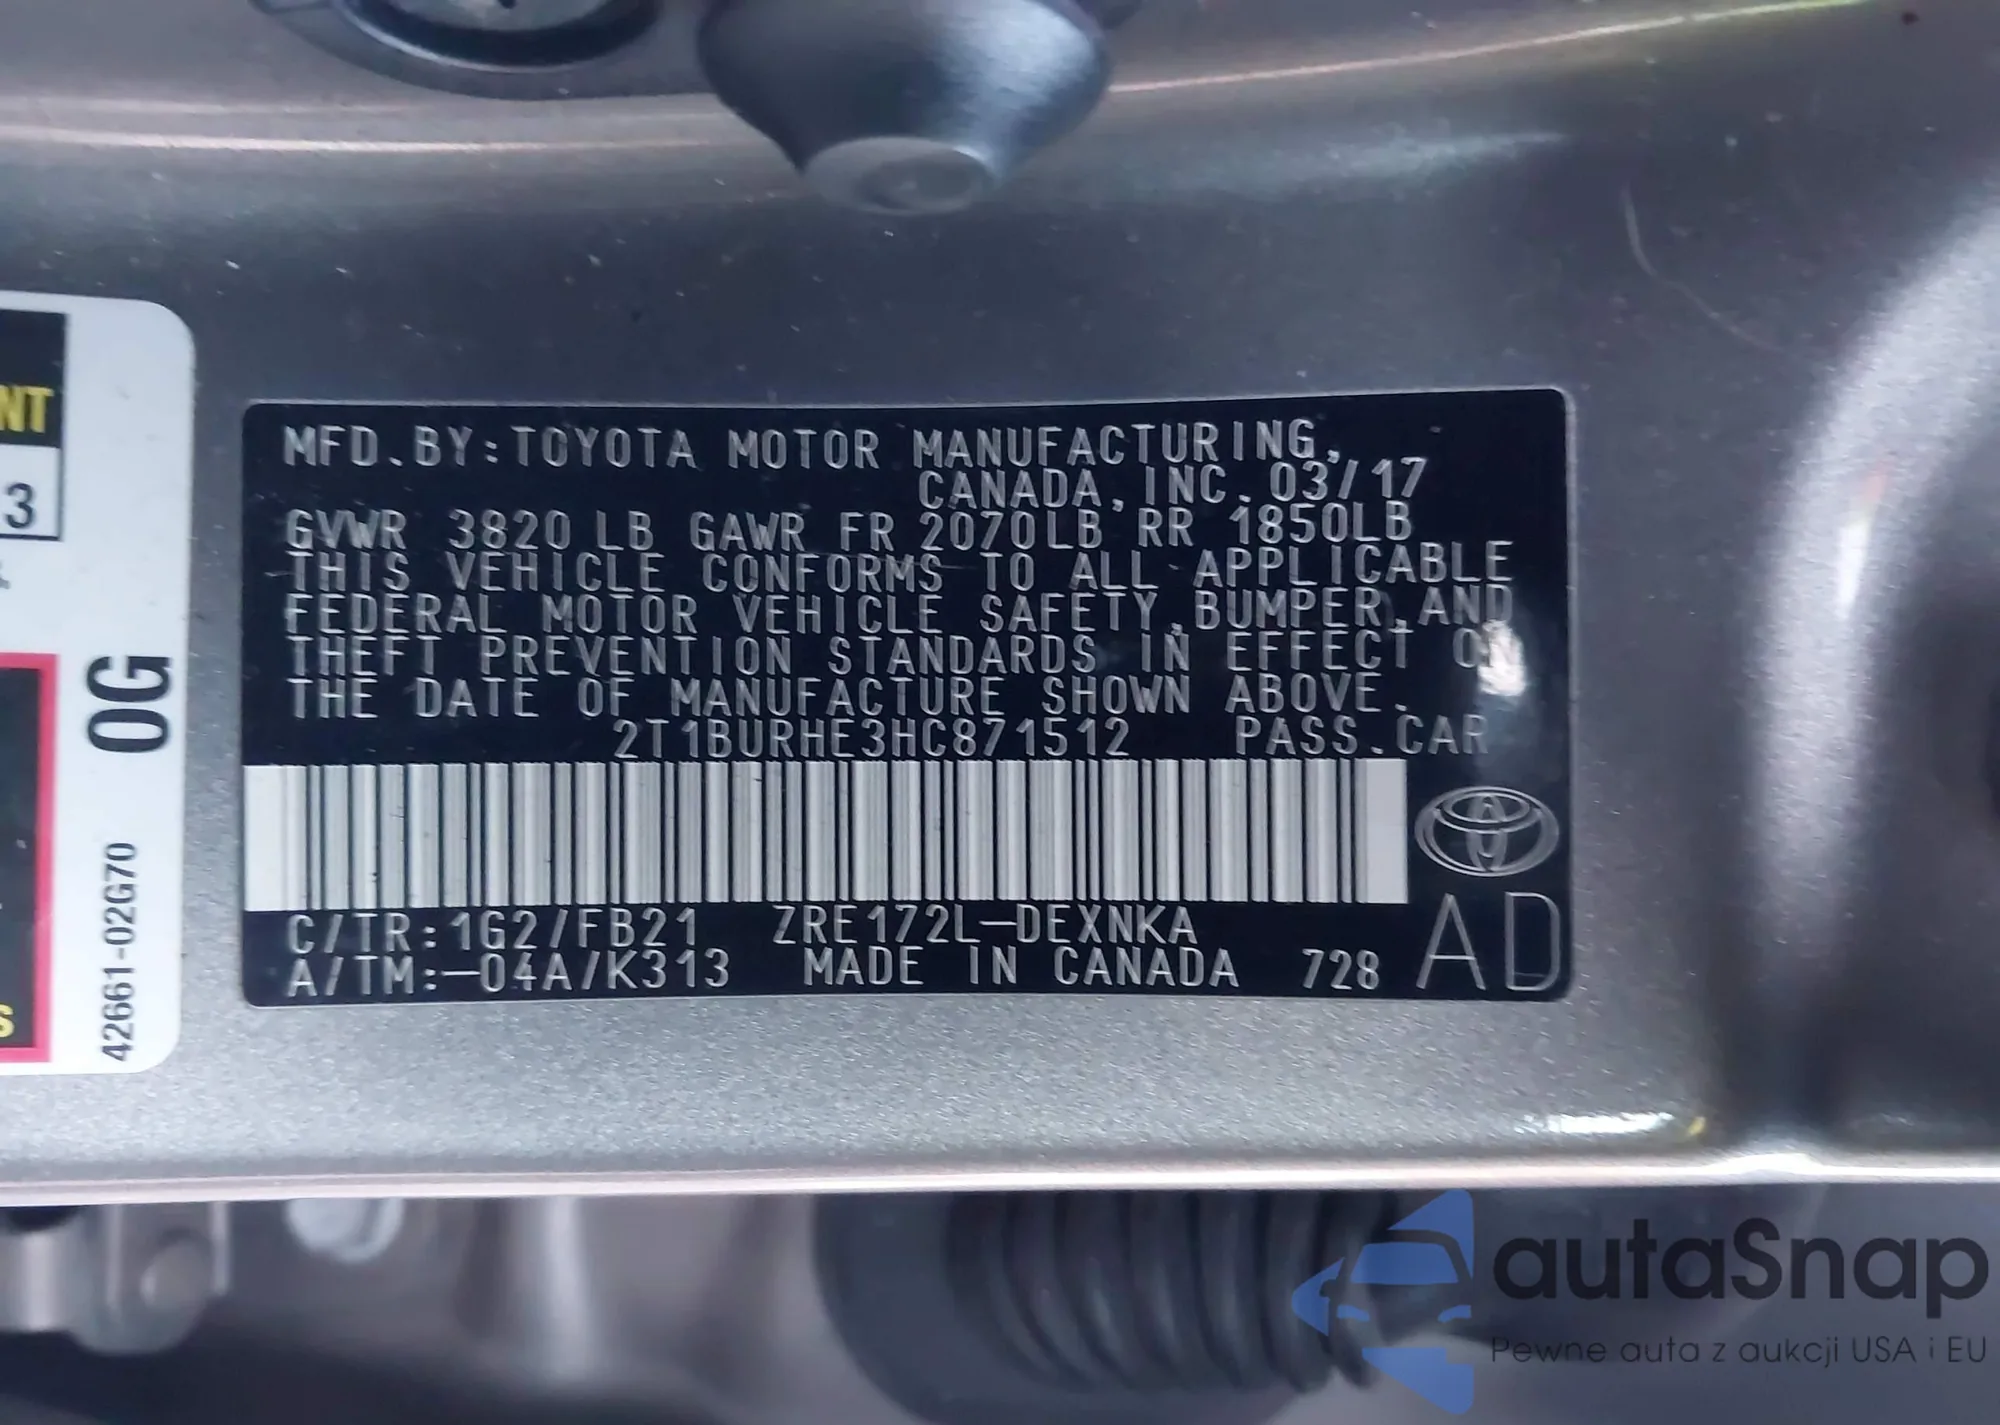 NT
3
0G
42661-02G70
S
MFD.BY:TOYOTA MOTOR MANUFACTURING,
CANADA,INC. 03/17
GVWR 3820 LB GAWR FR 2070LB RR 1850LB
THIS VEHICLE CONFORMS TO ALL APPLICABLE
FEDERAL MOTOR VEHICLE SAFETY,BUMPER,AND
THEFT PREVENTION STANDARDS IN EFFECT ON
THE DATE OF MANUFACTURE SHOWN ABOVE.
2T1BURHE3HC871512 PASS.CAR
C/TR:1G2/FB21 ZRE172L-DEXNKA
A/TM:-04A/K313 MADE IN CANADA 728
AD
autaSnap
Pewne auta z aukcji USA i EU